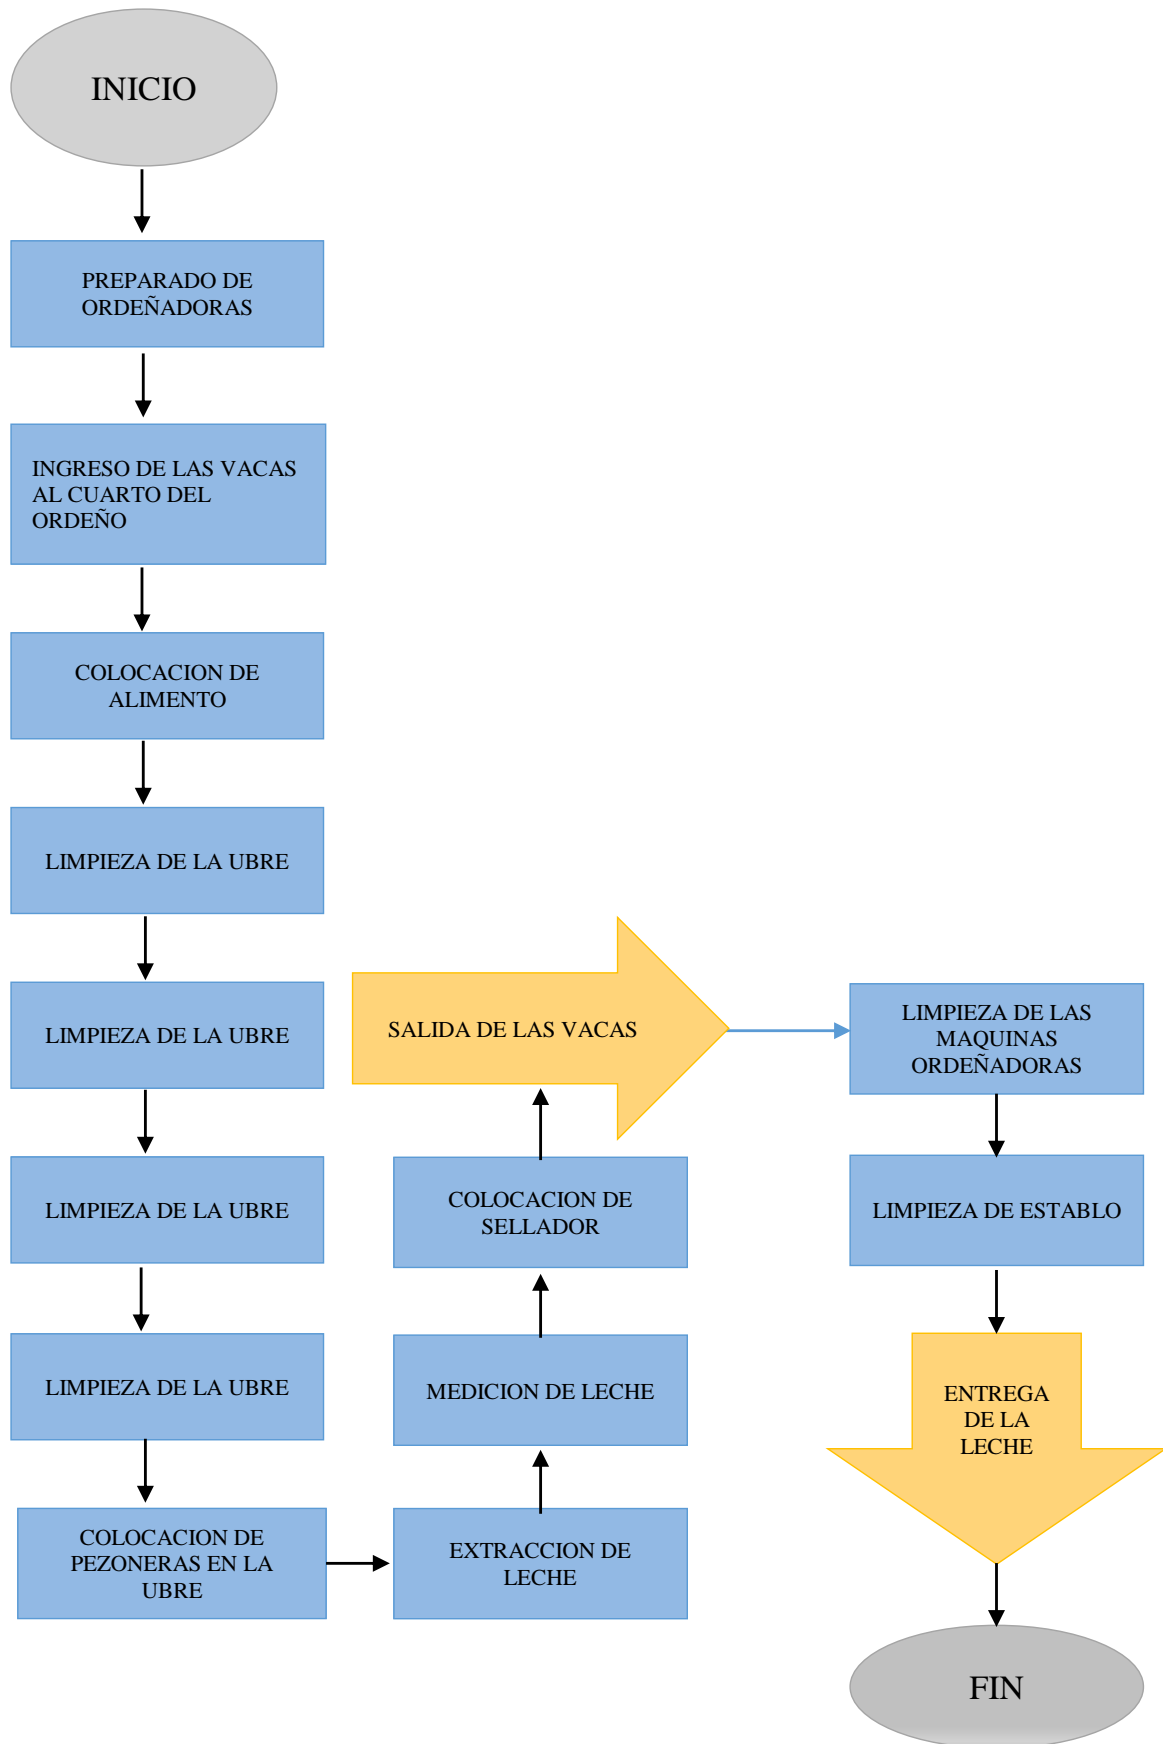 INICIO
PREPARADO DE
ORDEÑADORAS
INGRESO DE LAS VACAS
AL CUARTO DEL
ORDEÑO
COLOCACION DE
ALIMENTO
LIMPIEZA DE LA UBRE
LIMPIEZA DE LA UBRE
LIMPIEZA DE LA UBRE
LIMPIEZA DE LA UBRE
COLOCACION DE
PEZONERAS EN LA
UBRE
EXTRACCION DE
LECHE
MEDICION DE LECHE
COLOCACION DE
SELLADOR
SALIDA DE LAS VACAS
LIMPIEZA DE LAS
MAQUINAS
ORDEÑADORAS
LIMPIEZA DE ESTABLO
ENTREGA
DE LA
LECHE
FIN